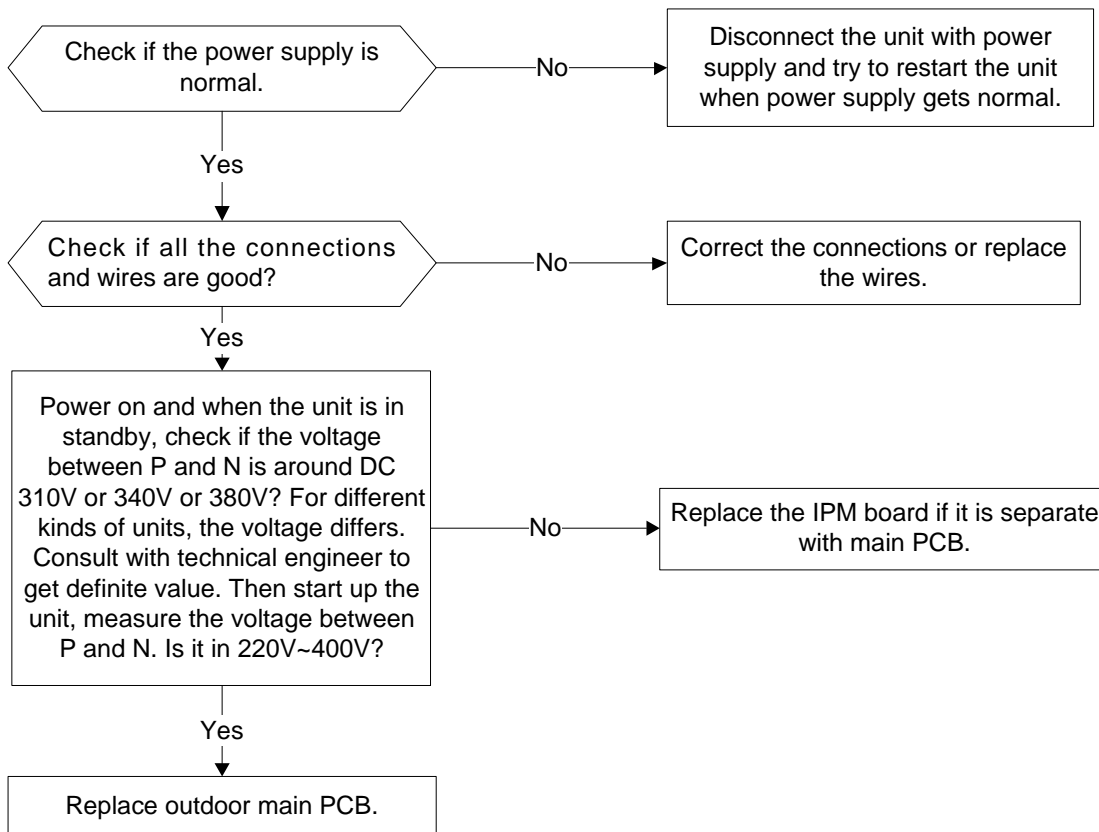 Check if the power supply is
normal.
No
Disconnect the unit with power
supply and try to restart the unit
when power supply gets normal.
Yes
Check if all the connections
and wires are good?
No
Correct the connections or replace
the wires.
Yes
Power on and when the unit is in
standby, check if the voltage
between P and N is around DC
310V or 340V or 380V? For different
kinds of units, the voltage differs.
Consult with technical engineer to
get definite value. Then start up the
unit, measure the voltage between
P and N. Is it in 220V~400V?
No
Replace the IPM board if it is separate
with main PCB.
Yes
Replace outdoor main PCB.